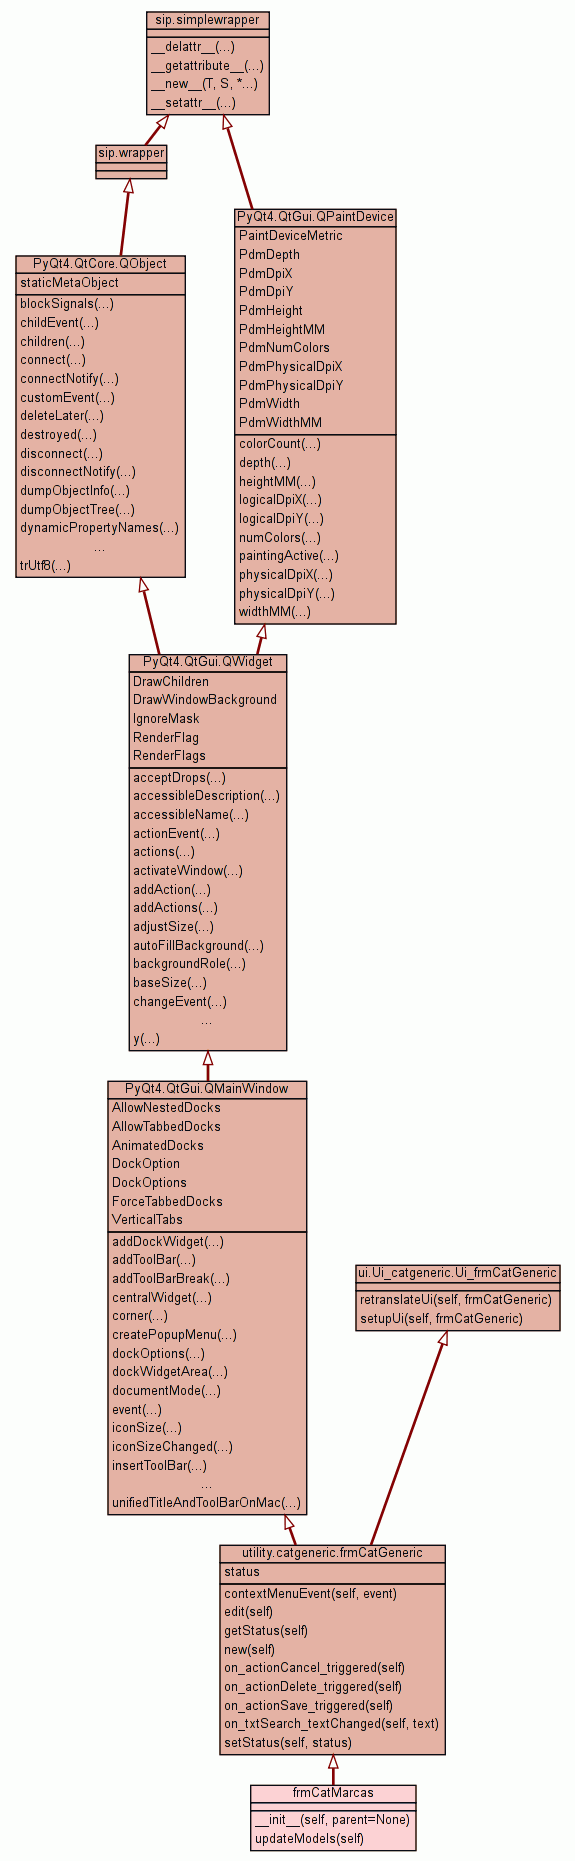 sip.simplewrapper
__delattr__(...)
__getattribute__(...)
__new__(T, S, *...)
__setattr__(...)
sip.wrapper
PyQt4.QtGui.QPaintDevice
PaintDeviceMetric
PdmDepth
PdmDpiX
PdmDpiY
PdmHeight
PdmHeightMM
PdmNumColors
PdmPhysicalDpiX
PdmPhysicalDpiY
PdmWidth
PdmWidthMM
colorCount(...)
depth(...)
heightMM(...)
logicalDpiX(...)
logicalDpiY(...)
numColors(...)
paintingActive(...)
physicalDpiX(...)
physicalDpiY(...)
widthMM(...)
PyQt4.QtCore.QObject
staticMetaObject
blockSignals(...)
childEvent(...)
children(...)
connect(...)
connectNotify(...)
customEvent(...)
deleteLater(...)
destroyed(...)
disconnect(...)
disconnectNotify(...)
dumpObjectInfo(...)
dumpObjectTree(...)
dynamicPropertyNames(...)
...
trUtf8(...)
PyQt4.QtGui.QWidget
DrawChildren
DrawWindowBackground
IgnoreMask
RenderFlag
RenderFlags
acceptDrops(...)
accessibleDescription(...)
accessibleName(...)
actionEvent(...)
actions(...)
activateWindow(...)
addAction(...)
addActions(...)
adjustSize(...)
autoFillBackground(...)
backgroundRole(...)
baseSize(...)
changeEvent(...)
...
y(...)
PyQt4.QtGui.QMainWindow
AllowNestedDocks
AllowTabbedDocks
AnimatedDocks
DockOption
DockOptions
ForceTabbedDocks
VerticalTabs
addDockWidget(...)
addToolBar(...)
addToolBarBreak(...)
centralWidget(...)
corner(...)
createPopupMenu(...)
dockOptions(...)
dockWidgetArea(...)
documentMode(...)
event(...)
iconSize(...)
iconSizeChanged(...)
insertToolBar(...)
...
unifiedTitleAndToolBarOnMac(...)
ui.Ui_catgeneric.Ui_frmCatGeneric
retranslateUi(self, frmCatGeneric)
setupUi(self, frmCatGeneric)
utility.catgeneric.frmCatGeneric
status
contextMenuEvent(self, event)
edit(self)
getStatus(self)
new(self)
on_actionCancel_triggered(self)
on_actionDelete_triggered(self)
on_actionSave_triggered(self)
on_txtSearch_textChanged(self, text)
setStatus(self, status)
frmCatMarcas
__init__(self, parent=None)
updateModels(self)